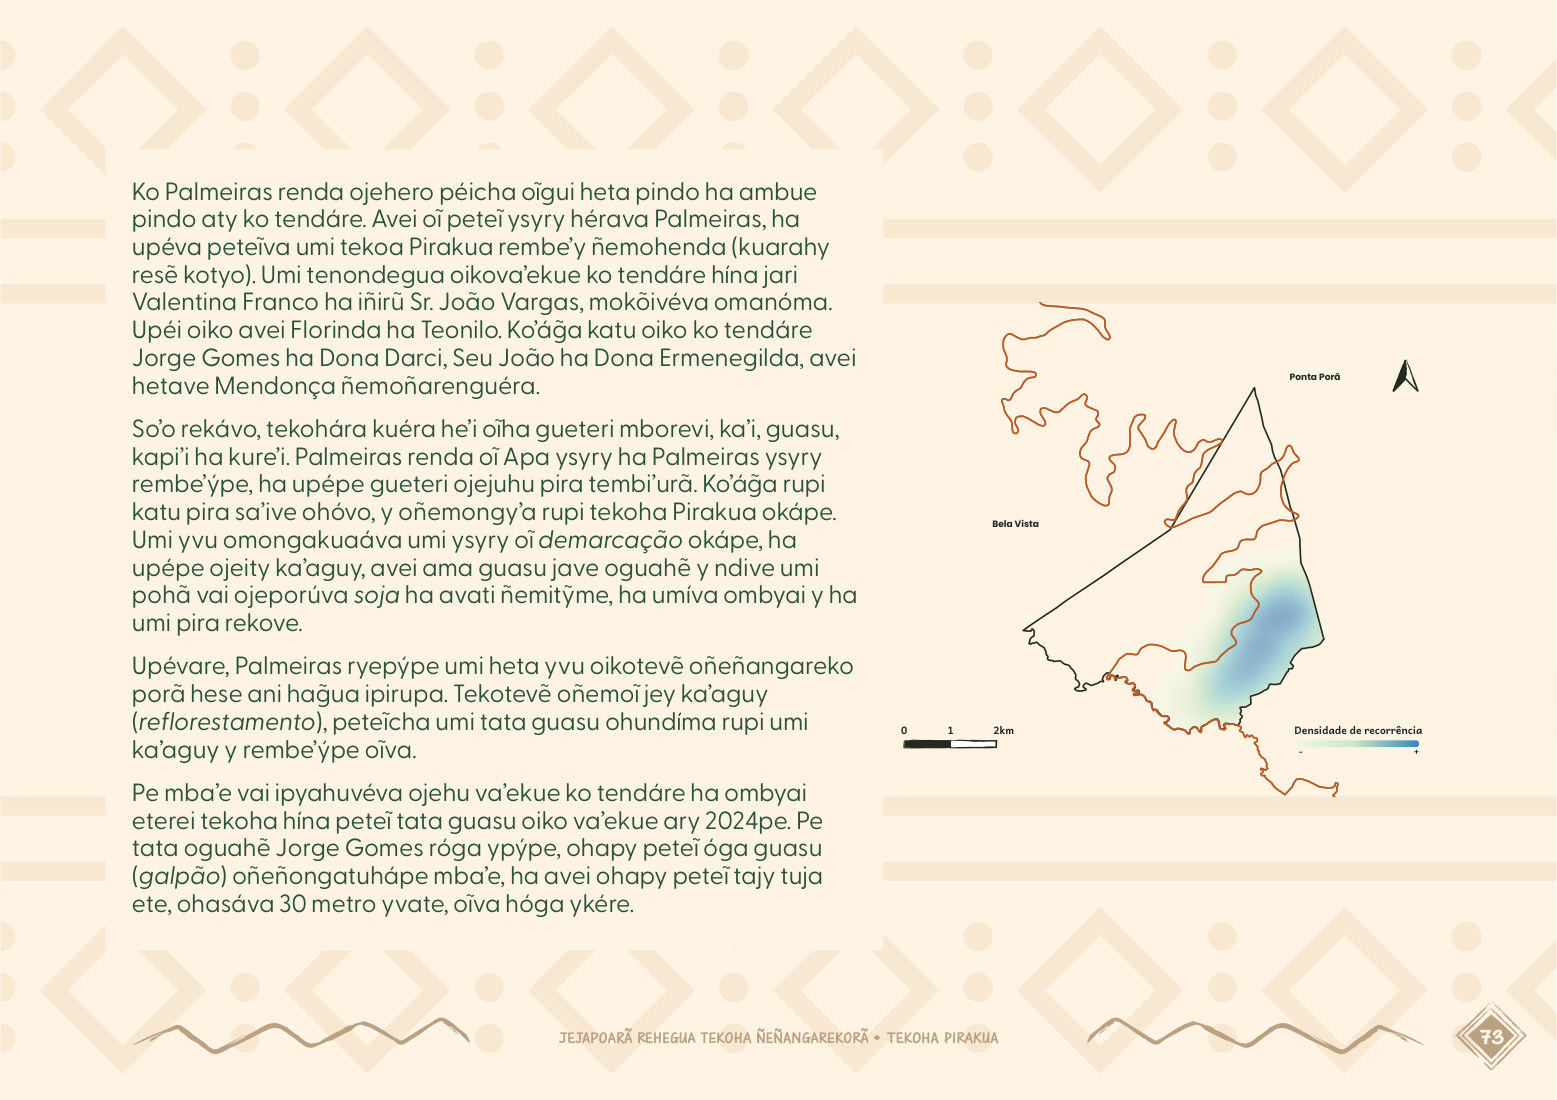 Ko Palmeiras renda ojehero péicha oĩgui heta pindo ha ambue
pindo aty ko tendáre. Avei oĩ peteĩ ysyry hérava Palmeiras, ha
upéva peteĩva umi tekoa Pirakua rembe’y ñemohenda (kuarahy
resẽ kotyo). Umi tenondegua oikova’ekue ko tendáre hína jari
Valentina Franco ha iñirũ Sr. João Vargas, mokõivéva omanóma.
Upéi oiko avei Florinda ha Teonilo. Ko’ág̃a katu oiko ko tendáre
Jorge Gomes ha Dona Darci, Seu João ha Dona Ermenegilda, avei
hetave Mendonça ñemoñarenguéra.
So’o rekávo, tekohára kuéra he’i oĩha gueteri mborevi, ka’i, guasu,
kapi’i ha kure’i. Palmeiras renda oĩ Apa ysyry ha Palmeiras ysyry
rembe’ýpe, ha upépe gueteri ojejuhu pira tembi’urã. Ko’ág̃a rupi
katu pira sa’ive ohóvo, y oñemongy’a rupi tekoha Pirakua okápe.
Umi yvu omongakuaáva umi ysyry oĩ demarcação okápe, ha
upépe ojeity ka’aguy, avei ama guasu jave oguahẽ y ndive umi
pohã vai ojeporúva soja ha avati ñemitỹme, ha umíva ombyai y ha
umi pira rekove.
Upévare, Palmeiras ryepýpe umi heta yvu oikotevẽ oñeñangareko
porã hese ani hag̃ua ipirupa. Tekotevẽ oñemoĩ jey ka’aguy
(reflorestamento), peteĩcha umi tata guasu ohundíma rupi umi
ka’aguy y rembe’ýpe oĩva.
Pe mba’e vai ipyahuvéva ojehu va’ekue ko tendáre ha ombyai
eterei tekoha hína peteĩ tata guasu oiko va’ekue ary 2024pe. Pe
tata oguahẽ Jorge Gomes róga ypýpe, ohapy peteĩ óga guasu
(galpão) oñeñongatuhápe mba’e, ha avei ohapy peteĩ tajy tuja
ete, ohasáva 30 metro yvate, oĩva hóga ykére.
Ponta Porã
Bela Vista
0 1 2km
Densidade de recorrência
- +
JEJAPOARÃ REHEGUA TEKOHA ÑEÑANGAREKORÃ • TEKOHA PIRAKUA
73